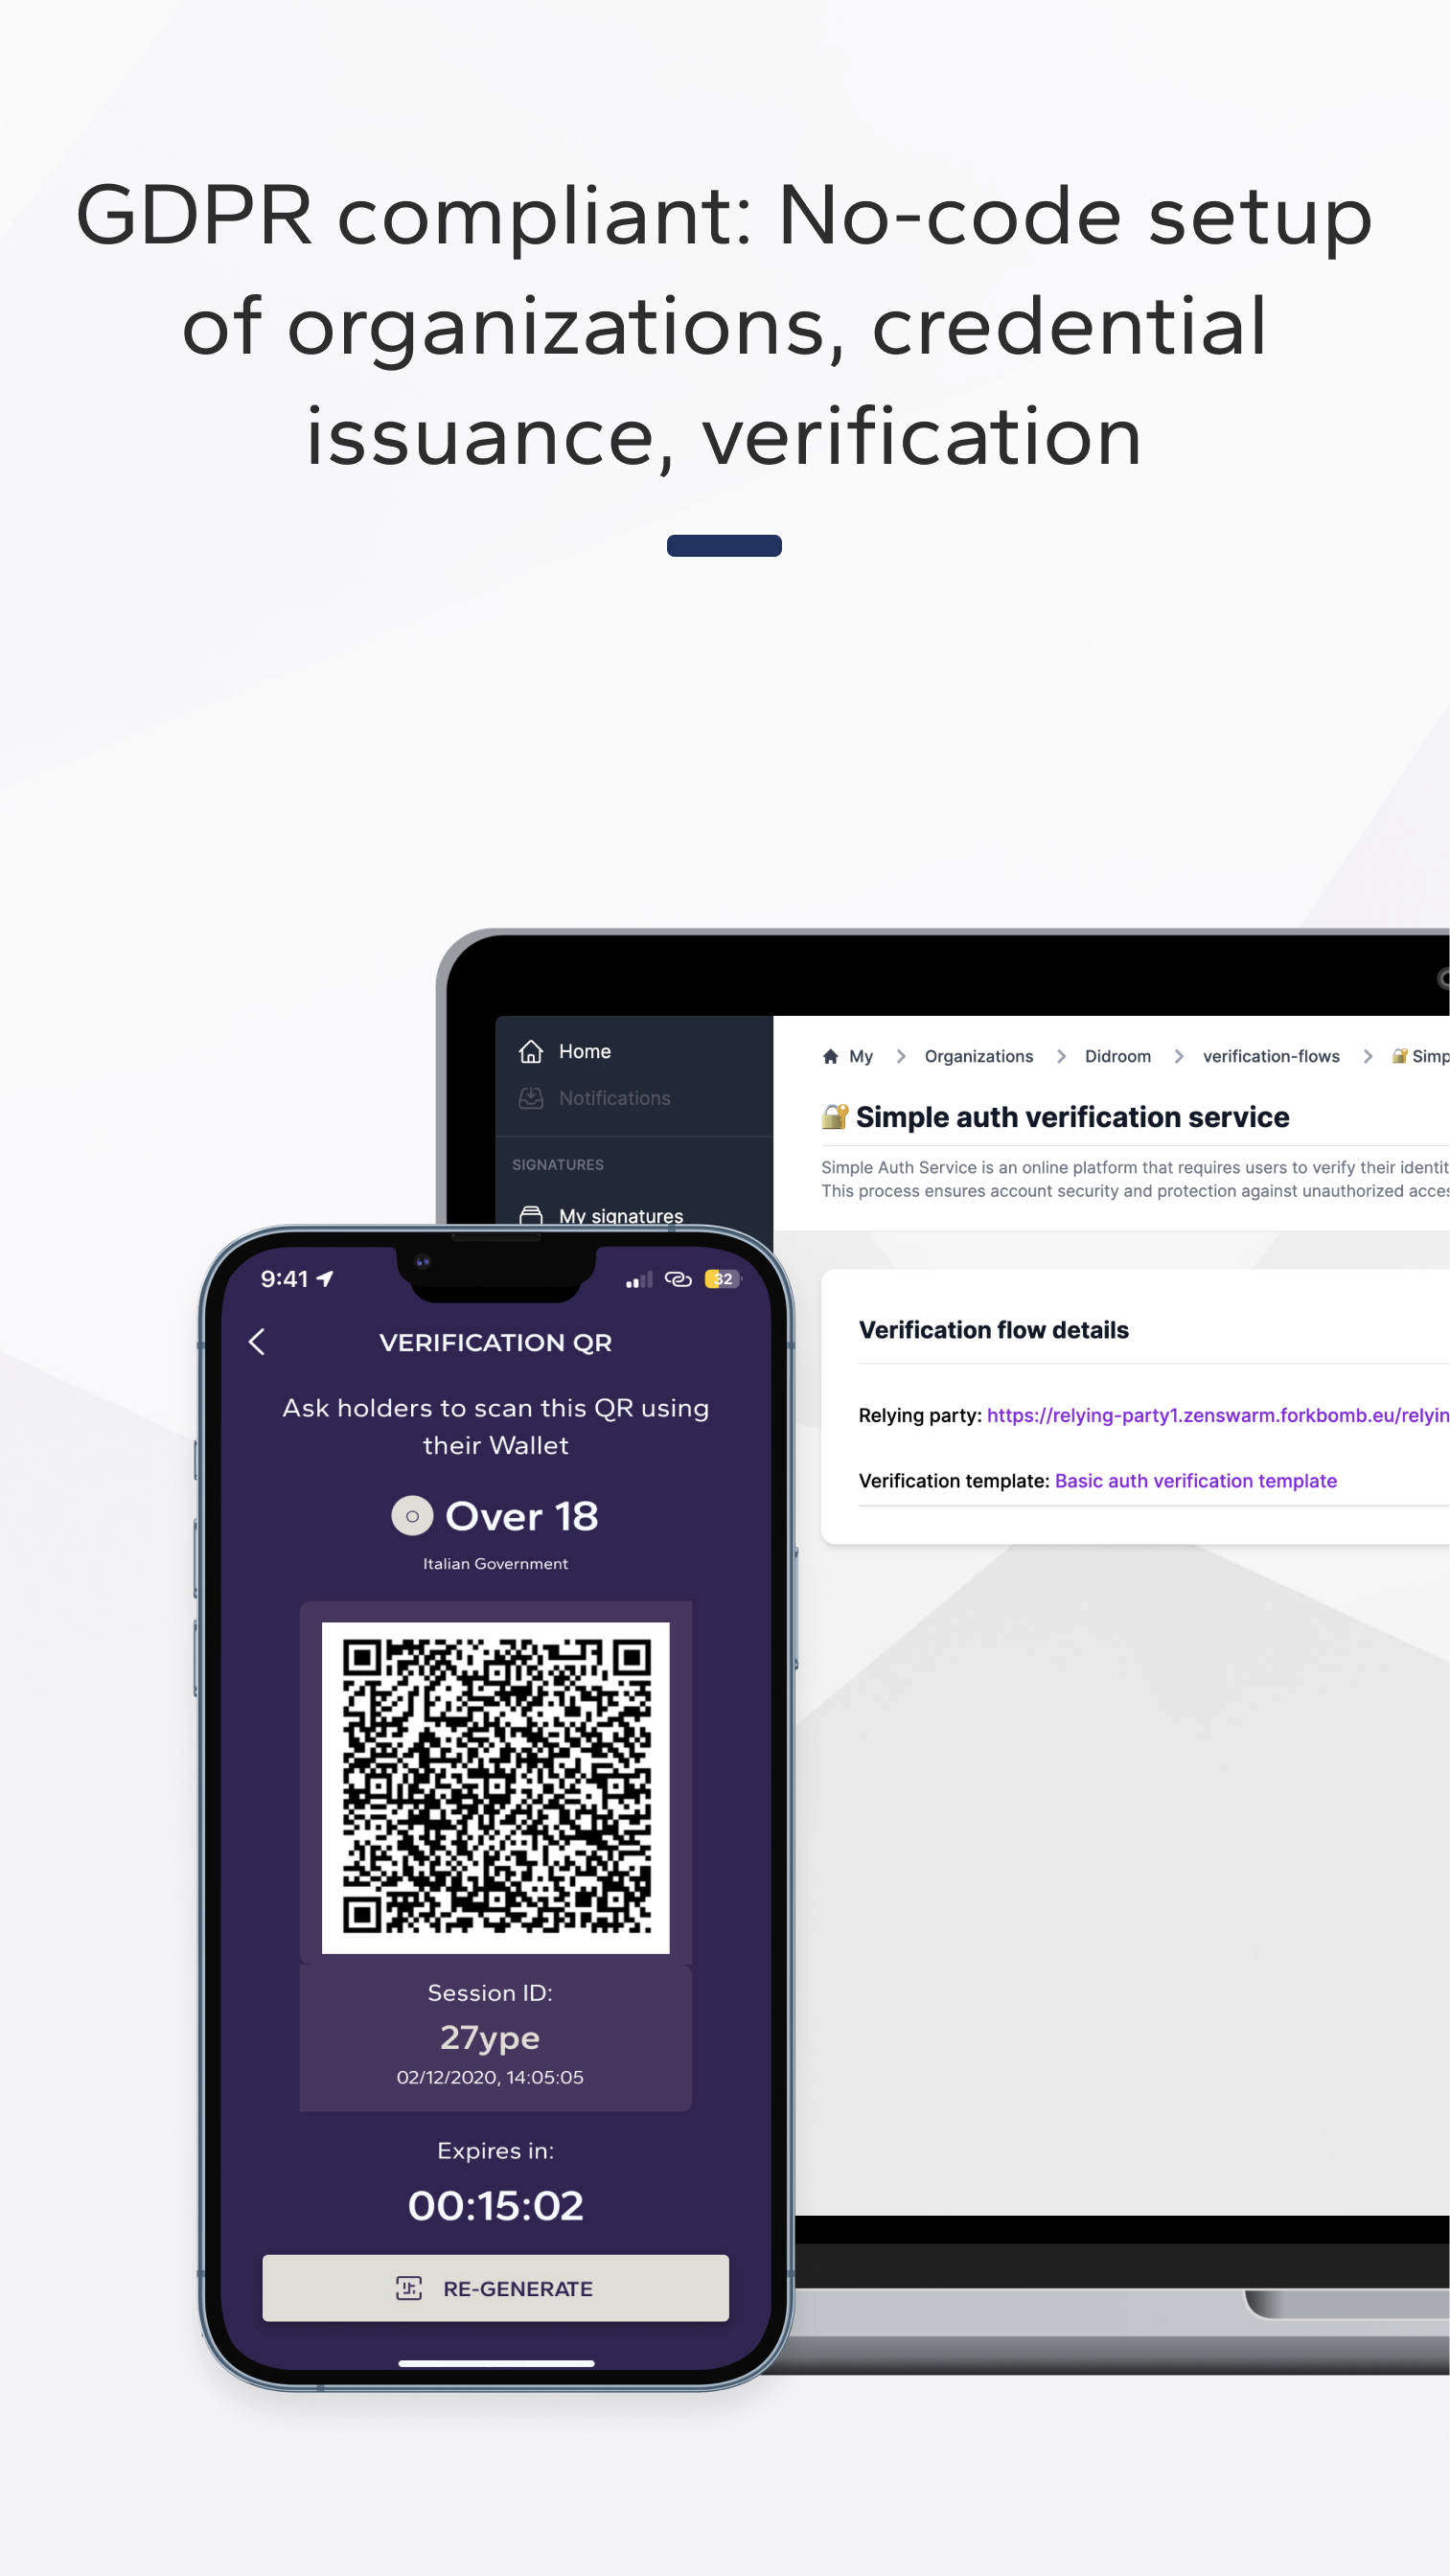 GDPR compliant: No-code setup
of organizations, credential
issuance, verification
Home
Notifications
SIGNATURES
My signatures
My
Organizations
Didroom
verification-flows
🔐 Simp
🔐 Simple auth verification service
Simple Auth Service is an online platform that requires users to verify their identit
This process ensures account security and protection against unauthorized acces
Verification flow details
Relying party: https://relying-party1.zenswarm.forkbomb.eu/relyin
Verification template: Basic auth verification template
9:41
32
VERIFICATION QR
Ask holders to scan this QR using
their Wallet
Over 18
Italian Government
Session ID:
27ype
02/12/2020, 14:05:05
Expires in:
00:15:02
RE-GENERATE